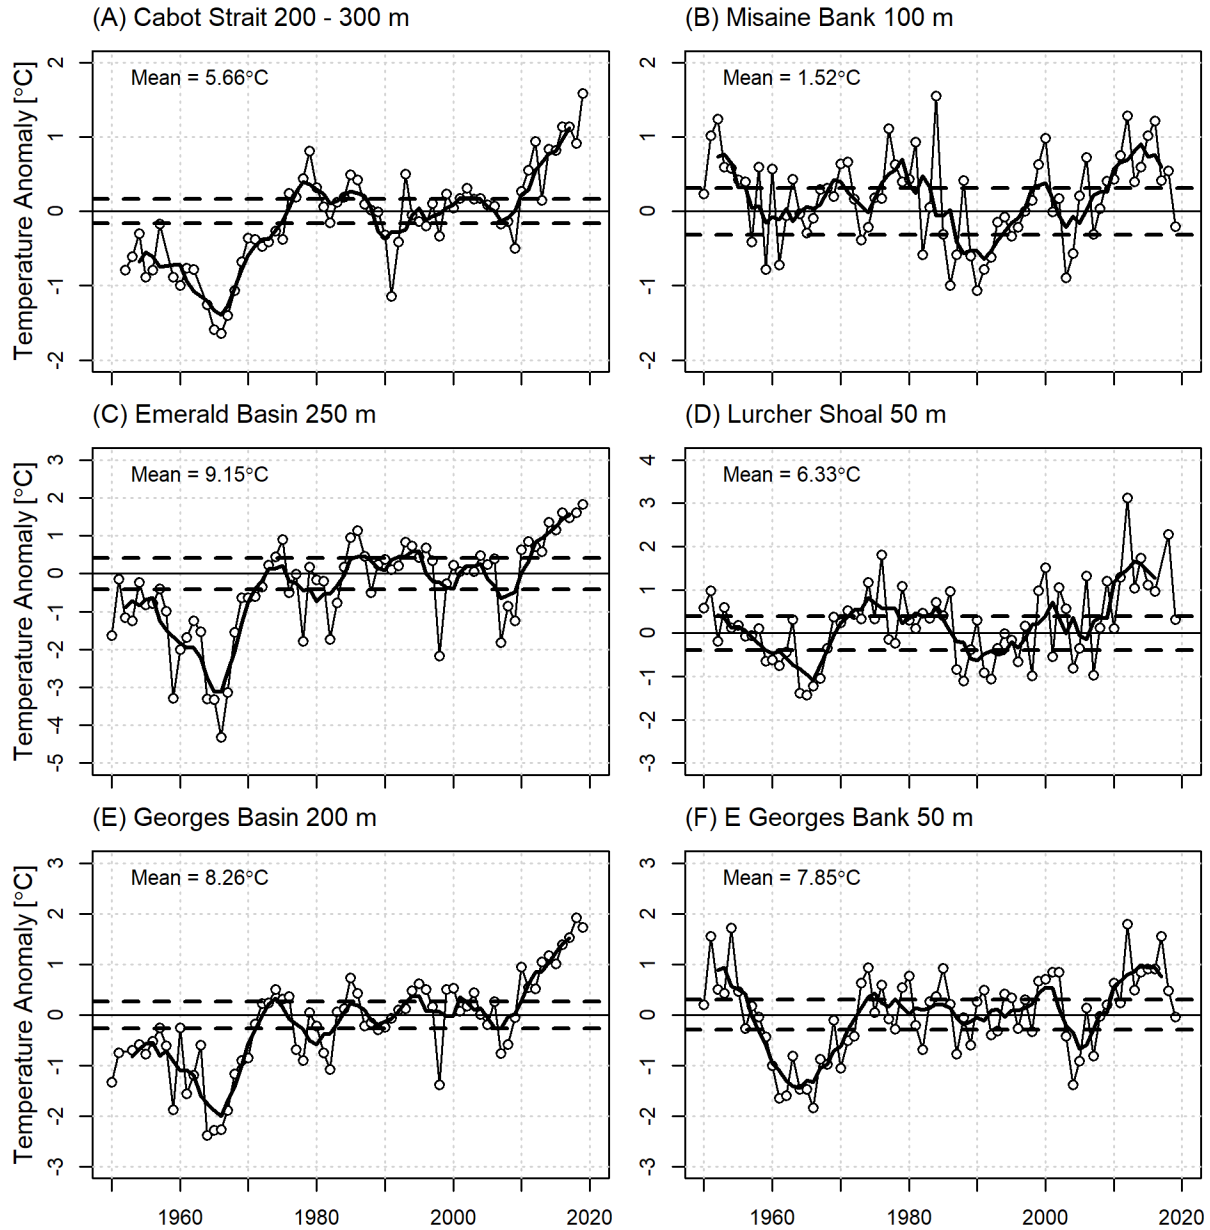 (A) Cabot Strait 200 - 300 m
(B) Misaine Bank 100 m
Temperature Anomaly [°C]
2
1
0
-1
-2
Mean = 5.66°C
2
1
0
-1
-2
Mean = 1.52°C
(C) Emerald Basin 250 m
(D) Lurcher Shoal 50 m
Temperature Anomaly [°C]
3
2
1
0
-1
-2
-3
-4
-5
Mean = 9.15°C
4
3
2
1
0
-1
-2
-3
Mean = 6.33°C
(E) Georges Basin 200 m
(F) E Georges Bank 50 m
Temperature Anomaly [°C]
3
2
1
0
-1
-2
-3
Mean = 8.26°C
3
2
1
0
-1
-2
-3
Mean = 7.85°C
1960 1980 2000 2020
1960 1980 2000 2020